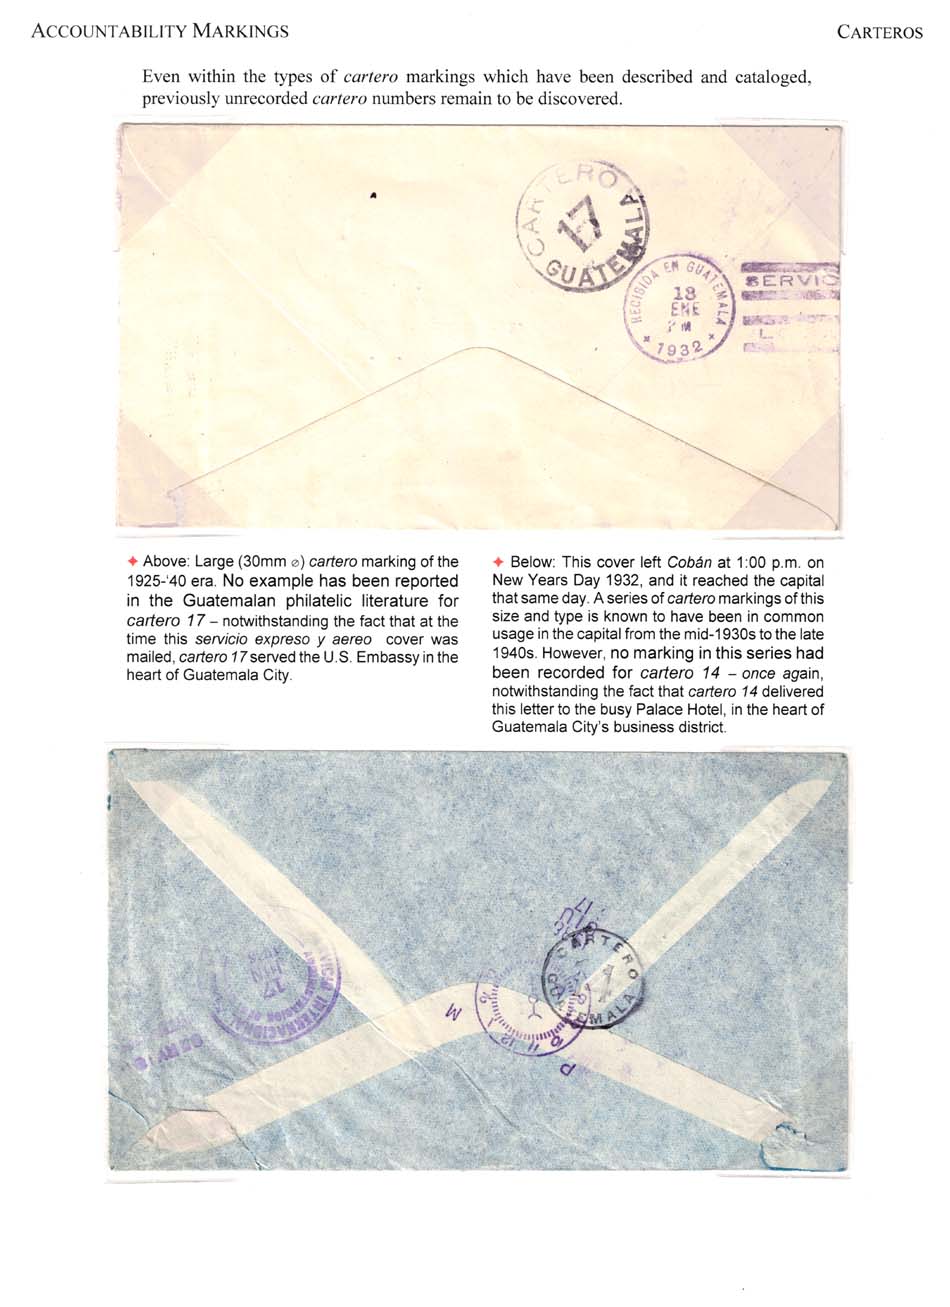 ACCOUNTABILITY MARKINGS
CARTEROS
Even within the types of cartero markings which have been described and cataloged,
previously unrecorded cartero numbers remain to be discovered.
CARTERO
17
GUATEMALA
RECIBIDA EN GUATEMALA
18
ENE
PM
* 1932 *
SERVIC
✦ Above: Large (30mm ⌀) cartero marking of the
1925-‘40 era. No example has been reported
in the Guatemalan philatelic literature for
cartero 17 – notwithstanding the fact that at the
time this servicio expreso y aereo cover was
mailed, cartero 17 served the U.S. Embassy in the
heart of Guatemala City.
✦ Below: This cover left Cobán at 1:00 p.m. on
New Years Day 1932, and it reached the capital
that same day. A series of cartero markings of this
size and type is known to have been in common
usage in the capital from the mid-1930s to the late
1940s. However, no marking in this series had
been recorded for cartero 14 – once again,
notwithstanding the fact that cartero 14 delivered
this letter to the busy Palace Hotel, in the heart of
Guatemala City’s business district.
CARTERO
GUATEMALA
17
JUN
INTERNACIONAL
M
P
9
10
11
12